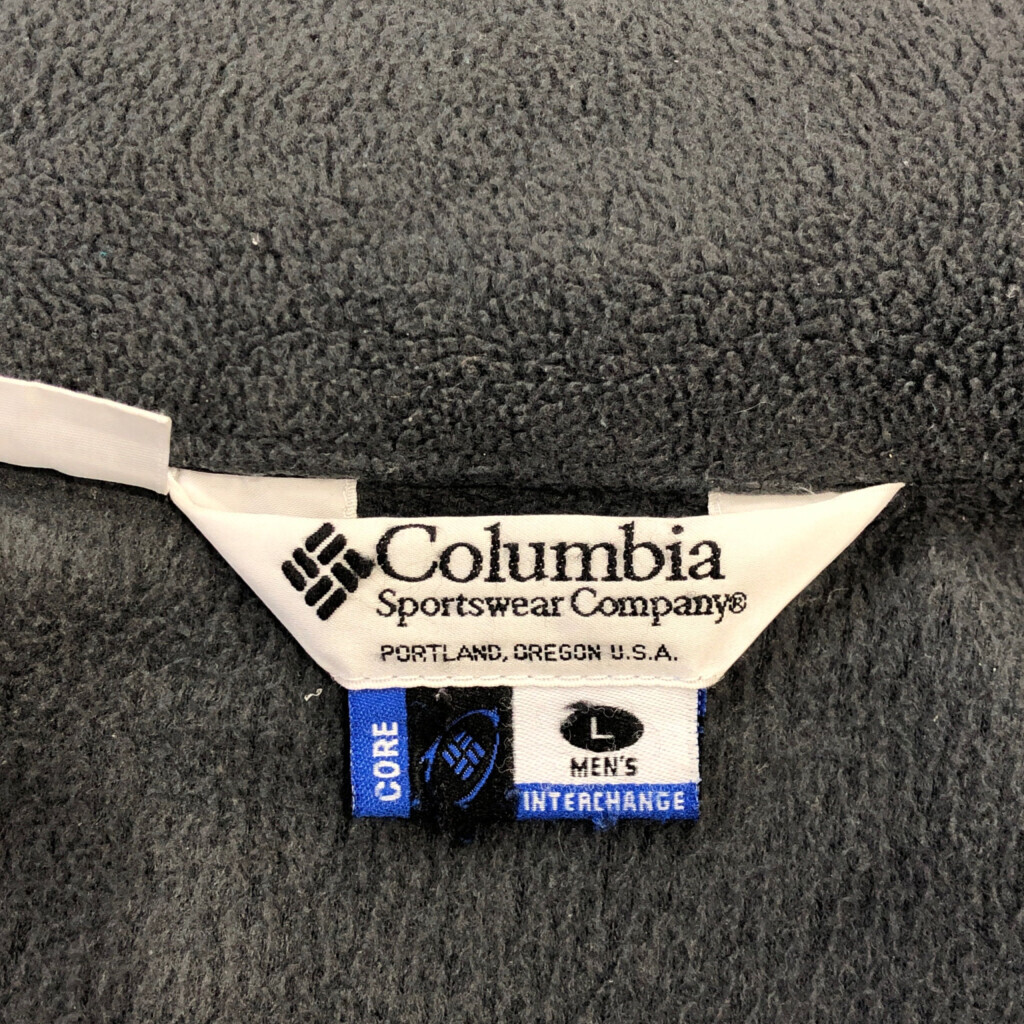 Columbia
Sportswear Company®
PORTLAND, OREGON U.S.A.
CORE
L
MEN'S
INTERCHANGE